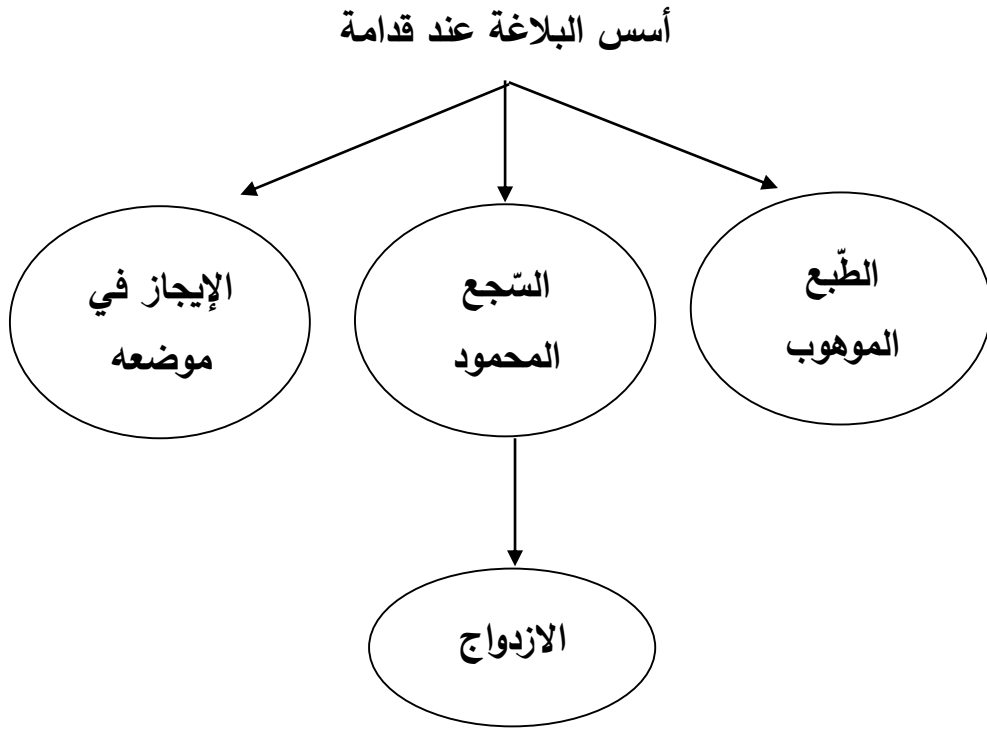 أسس البلاغة عند قدامة
الطّبع
الموهوب
السّجع
المحمود
الإيجاز في
موضعه
الازدواج